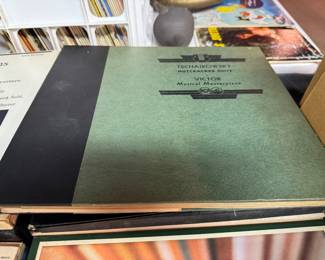 TSCHAIKOWSKY
NUTCRACKER SUITE
VICTOR
Musical Masterpiece